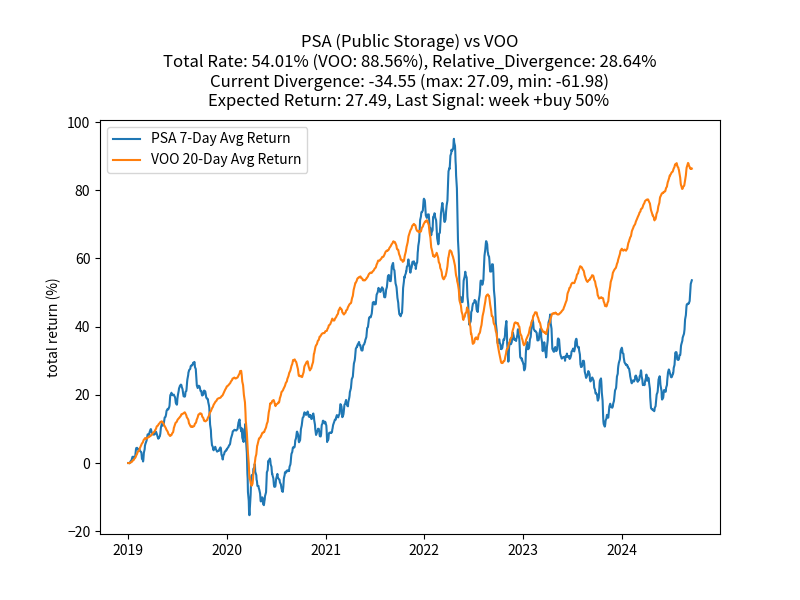 PSA (Public Storage) vs VOO
Total Rate: 54.01% (VOO: 88.56%), Relative_Divergence: 28.64%
Current Divergence: -34.55 (max: 27.09, min: -61.98)
Expected Return: 27.49, Last Signal: week +buy 50%
PSA 7-Day Avg Return
VOO 20-Day Avg Return
total return (%)
100
80
60
40
20
0
−20
2019 2020 2021 2022 2023 2024